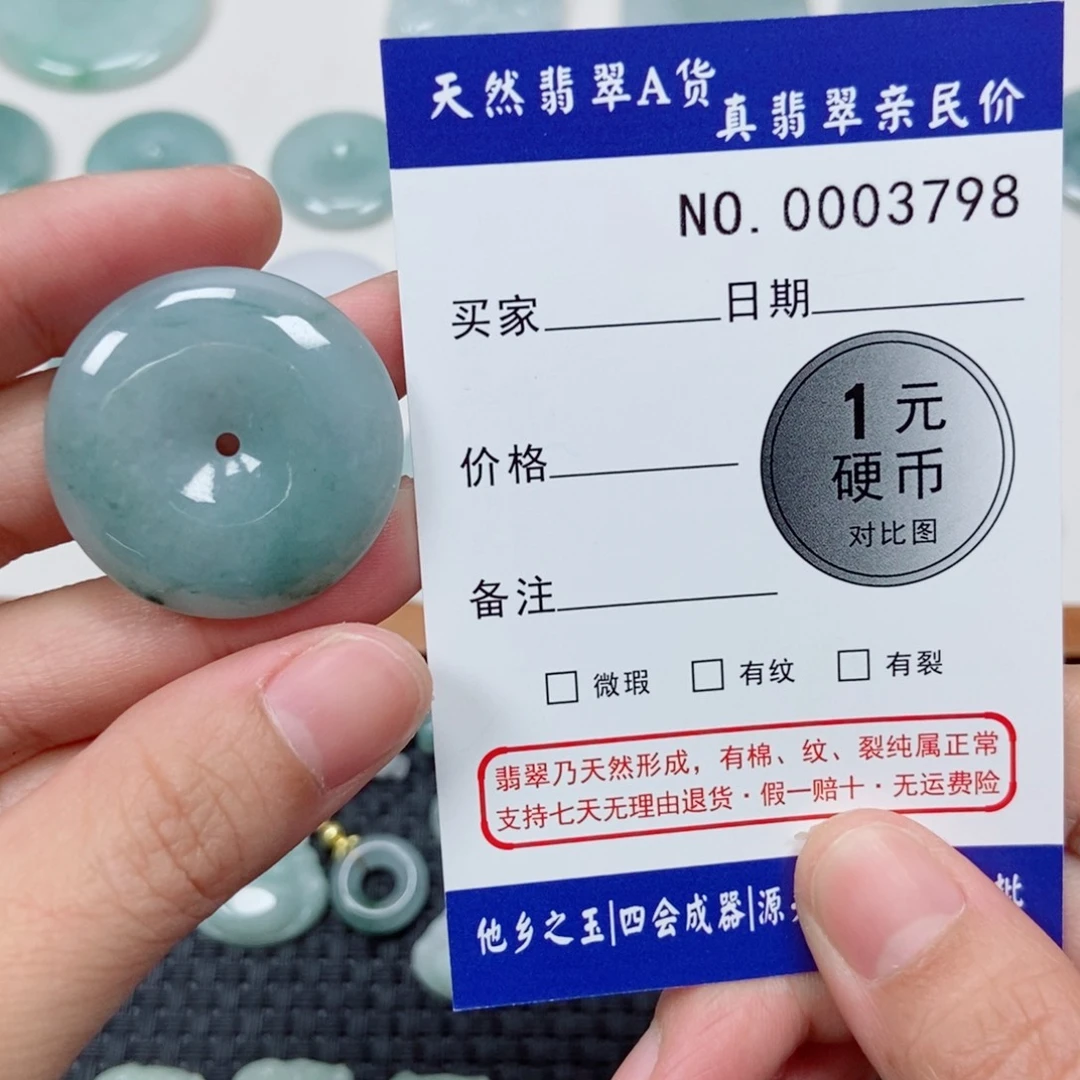 天然翡翠A货
真翡翠亲民价
NO. 0003798
买家 日期
1元
硬币
对比图
价格
备注
微瑕 有纹 有裂
翡翠乃天然形成，有棉、纹、裂纯属正常
支持七天无理由退货·假一赔十·无运费险
他乡之玉|四会成器|源 批